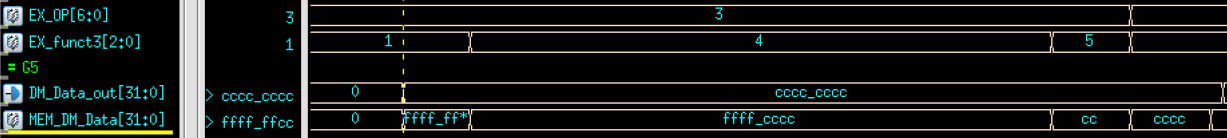 EX_OP[6:0] 3 3
EX_funct3[2:0] 1 1 4 5
= G5
DM_Data_out[31:0] > cccc_cccc 0 cccc_cccc
MEM_DM_Data[31:0] > ffff_ffcc 0 ffff_ff* ffff_cccc cc cccc